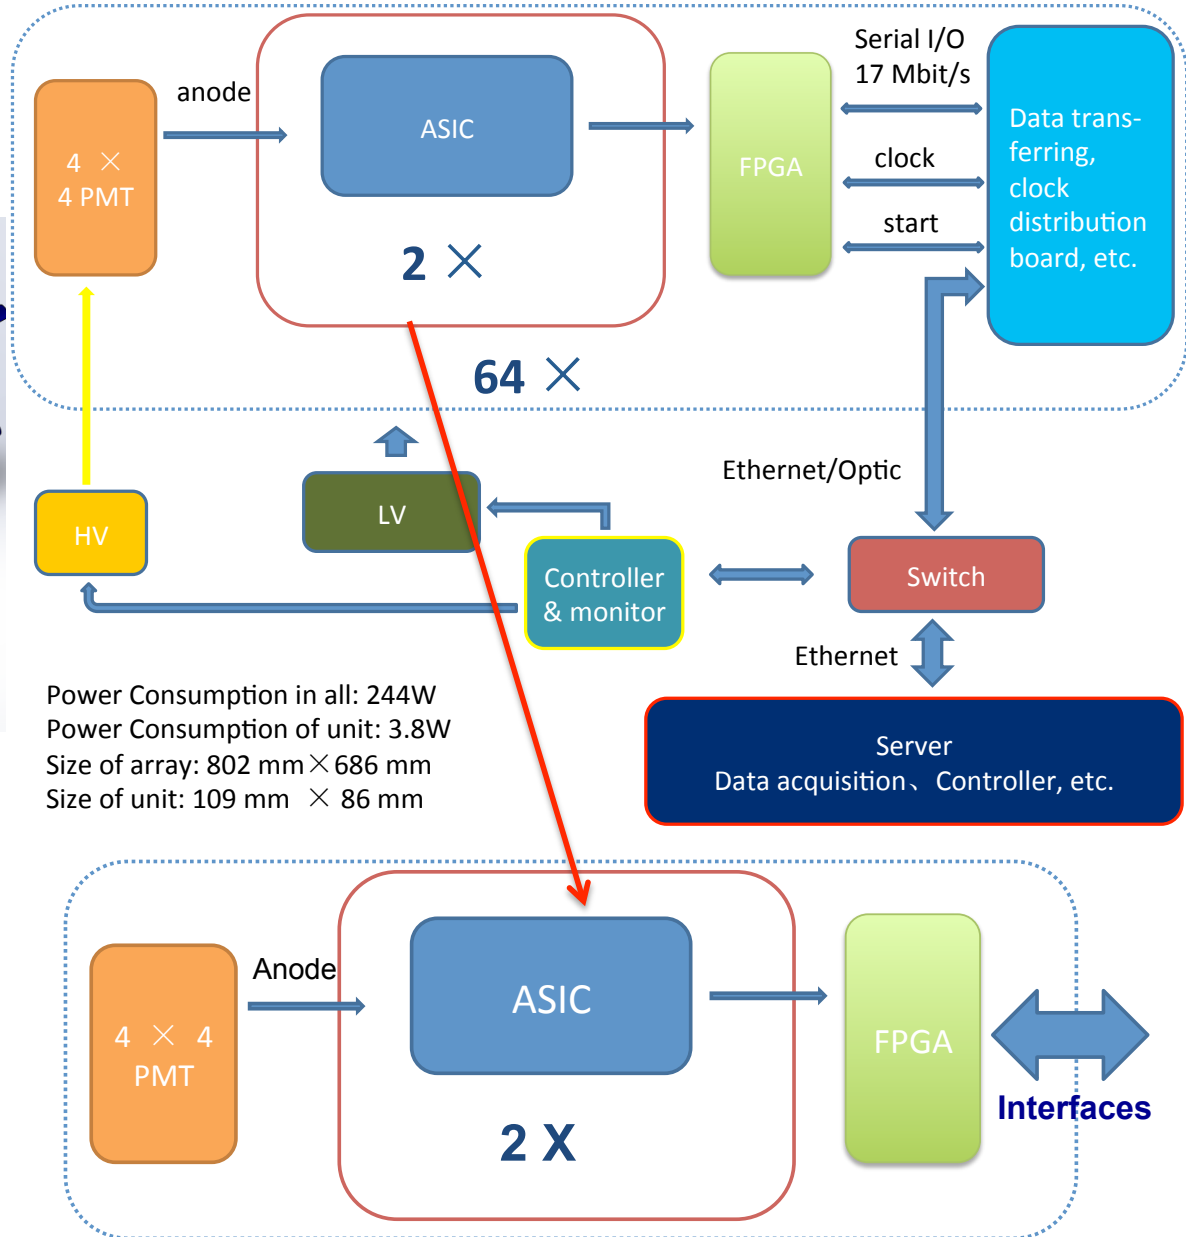 anode
ASIC
Serial I/O
17 Mbit/s
4 ×
4 PMT
FPGA
clock
start
Data trans-
ferring,
clock
distribution
board, etc.
2 ×
64 ×
Ethernet/Optic
HV
LV
Controller
& monitor
Switch
Ethernet
Power Consumption in all: 244W
Power Consumption of unit: 3.8W
Size of array: 802 mm×686 mm
Size of unit: 109 mm × 86 mm
Server
Data acquisition、Controller, etc.
Anode
ASIC
4 × 4
PMT
FPGA
Interfaces
2 X